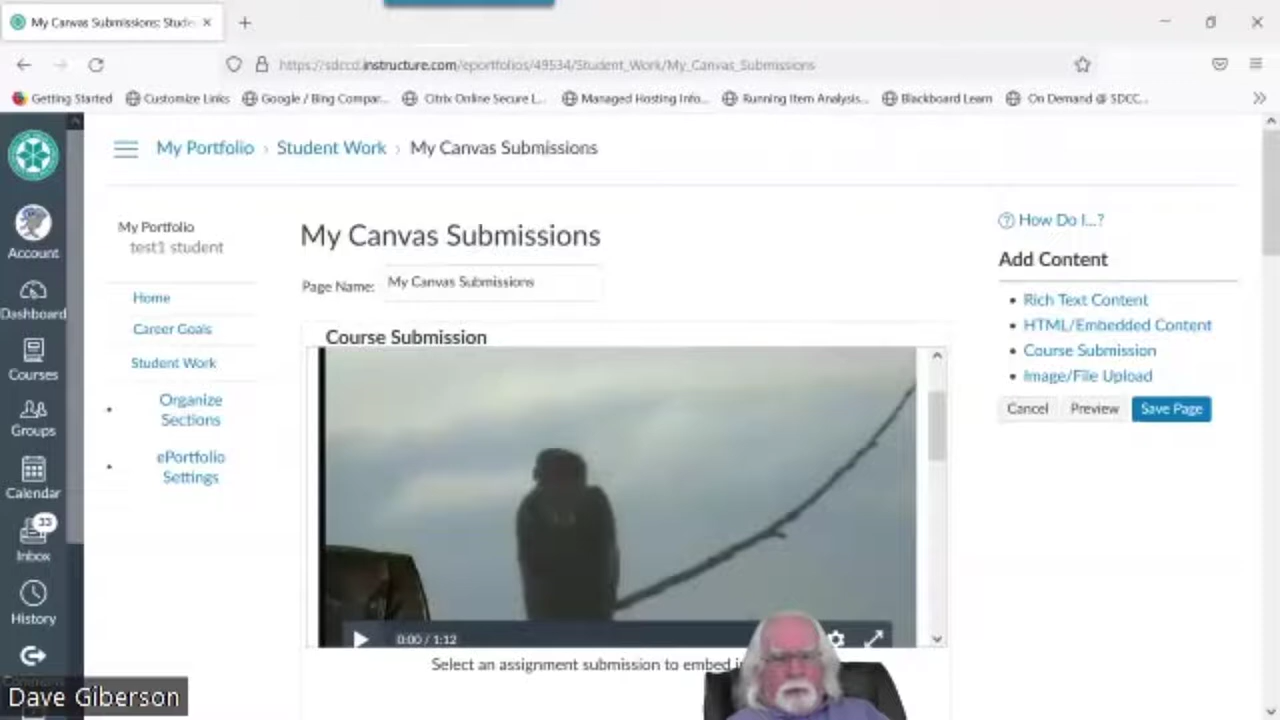 My Canvas Submissions: Stude
https://sdccd.instructure.com/eportfolios/49534/Student_Work/My_Canvas_Submissions
Getting Started
Customize Links
Google / Bing Compar...
Citrix Online Secure L...
Managed Hosting Info...
Running Item Analysis...
Blackboard Learn
On Demand @ SDCC...
My Portfolio › Student Work › My Canvas Submissions
Account
Dashboard
Courses
Groups
Calendar
33
Inbox
History
My Portfolio
test1 student
Home
Career Goals
Student Work
Organize
Sections
ePortfolio
Settings
My Canvas Submissions
Page Name: My Canvas Submissions
Course Submission
0:00 / 1:12
Select an assignment submission to embed
How Do I...?
Add Content
Rich Text Content
HTML/Embedded Content
Course Submission
Image/File Upload
Cancel Preview Save Page
Dave Giberson